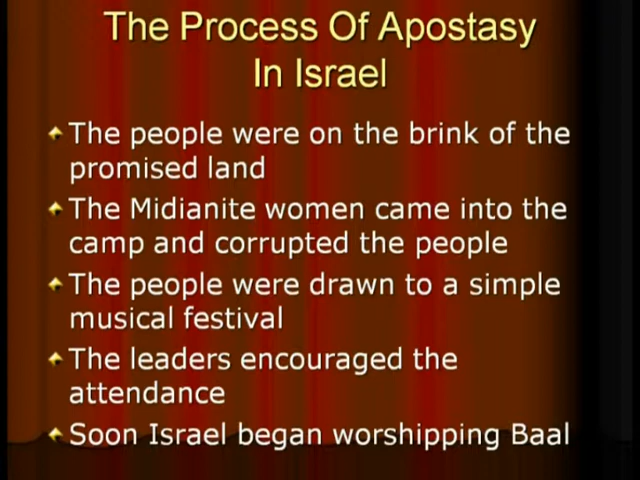 The Process Of Apostasy
In Israel
The people were on the brink of the
promised land
The Midianite women came into the
camp and corrupted the people
The people were drawn to a simple
musical festival
The leaders encouraged the
attendance
Soon Israel began worshipping Baal